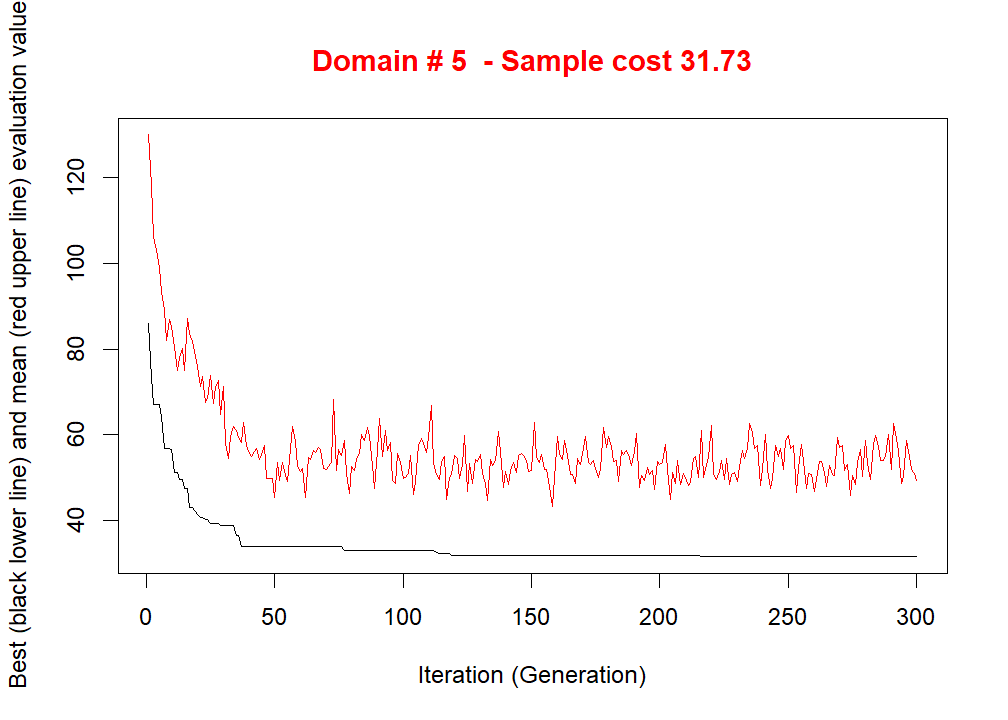 Domain # 5  - Sample cost 31.73
Best (black lower line) and mean (red upper line) evaluation value
120
100
80
60
40
0 50 100 150 200 250 300
Iteration (Generation)